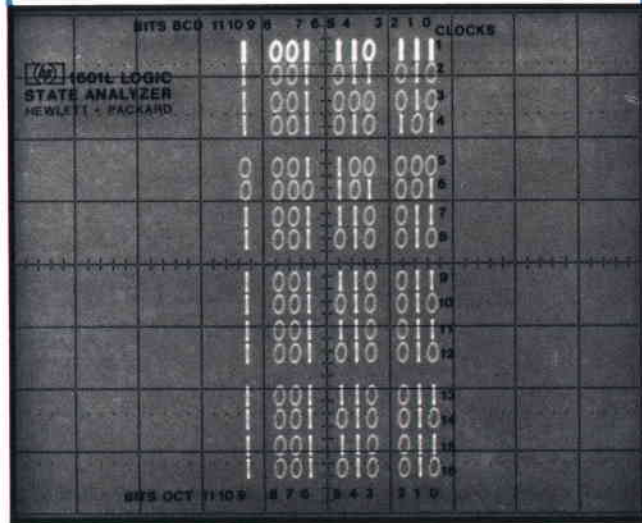 BITS BCD 11 10 9 8 7 6 5 4 3 2 1 0
CLOCKS
1 001 110 111 1
hp 1601L LOGIC
STATE ANALYZER
HEWLETT - PACKARD
1 001 011 010 2
1 001 000 010 3
1 001 010 101 4
0 001 100 000 5
0 000 101 001 6
1 001 110 011 7
1 001 010 010 8
1 001 110 011 9
1 001 010 010 10
1 001 110 011 11
1 001 010 010 12
1 001 110 011 13
1 001 010 010 14
1 001 110 011 15
1 001 010 010 16
BITS OCT 11 10 9 8 7 6 5 4 3 2 1 0